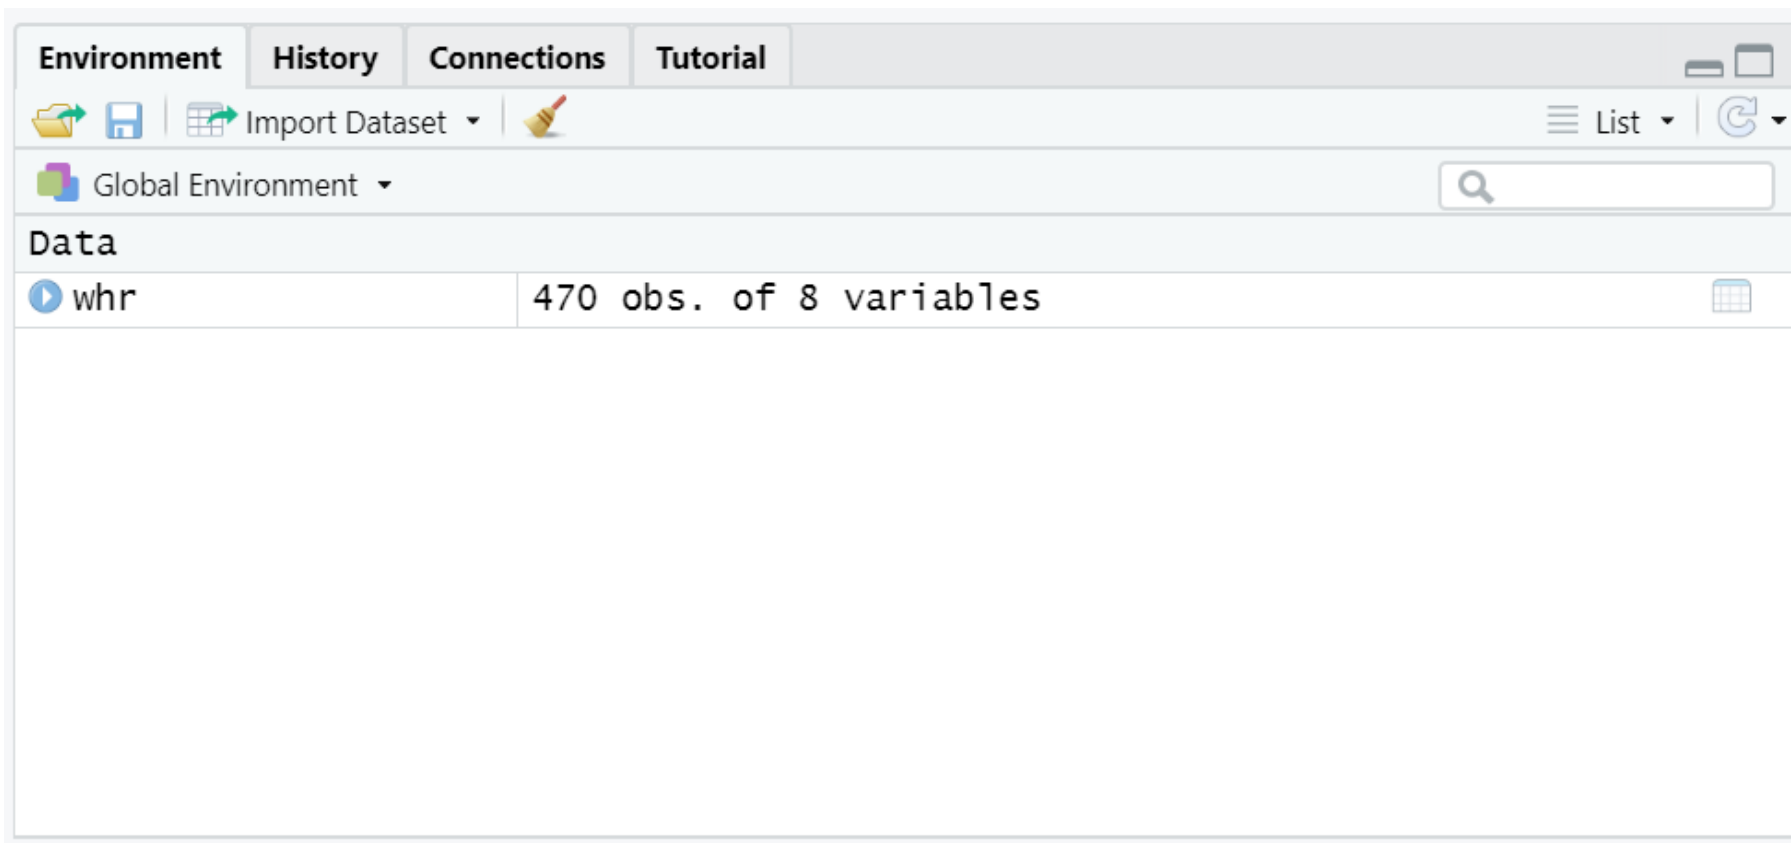 Environment History Connections Tutorial
Import Dataset List
Global Environment
Data
whr 470 obs. of 8 variables